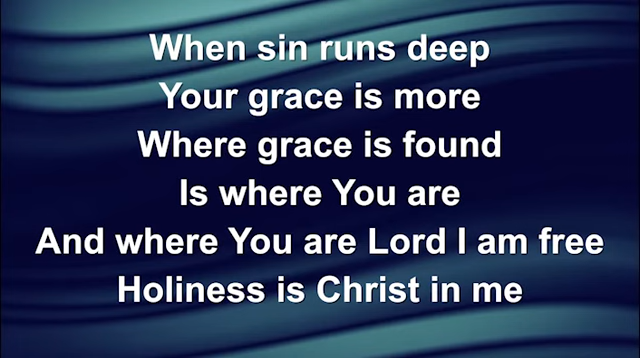 When sin runs deep
Your grace is more
Where grace is found
Is where You are
And where You are Lord I am free
Holiness is Christ in me